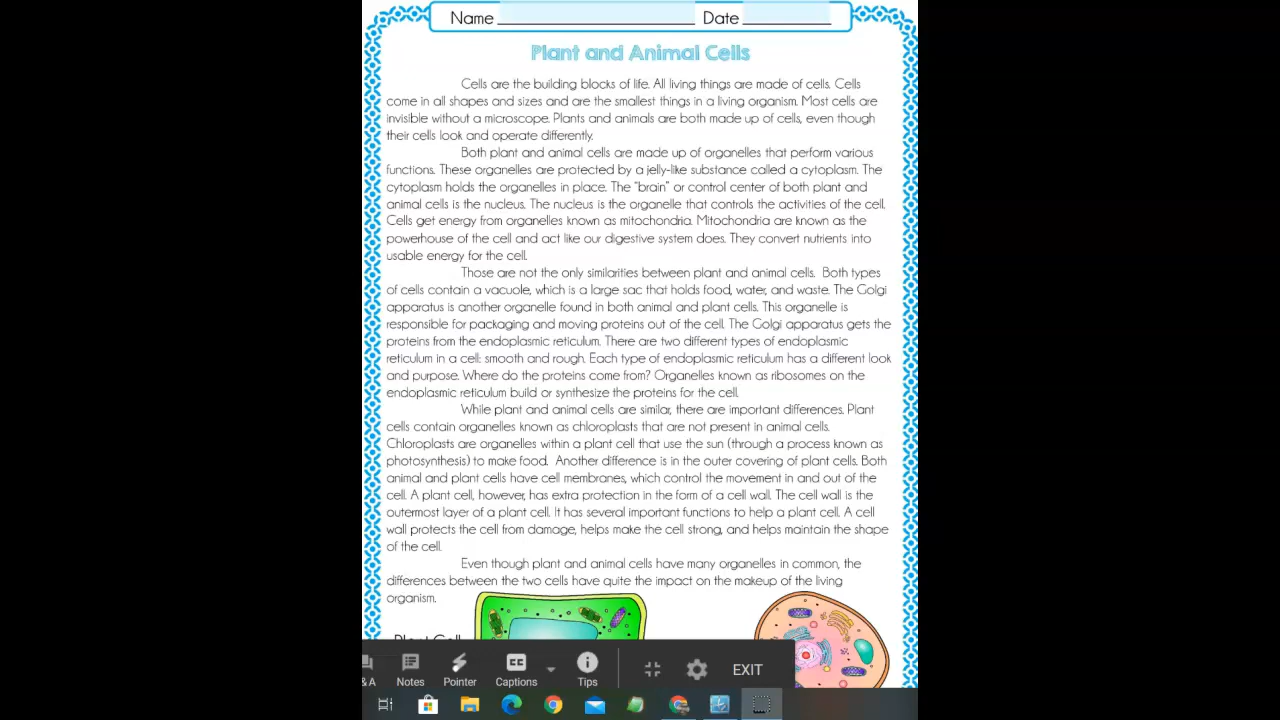 Name Date
Plant and Animal Cells
Cells are the building blocks of life. All living things are made of cells. Cells
come in all shapes and sizes and are the smallest things in a living organism. Most cells are
invisible without a microscope. Plants and animals are both made up of cells, even though
their cells look and operate differently.
Both plant and animal cells are made up of organelles that perform various
functions. These organelles are protected by a jelly-like substance called a cytoplasm. The
cytoplasm holds the organelles in place. The "brain" or control center of both plant and
animal cells is the nucleus. The nucleus is the organelle that controls the activities of the cell.
Cells get energy from organelles known as mitochondria. Mitochondria are known as the
powerhouse of the cell and act like our digestive system does. They convert nutrients into
usable energy for the cell.
Those are not the only similarities between plant and animal cells. Both types
of cells contain a vacuole, which is a large sac that holds food, water, and waste. The Golgi
apparatus is another organelle found in both animal and plant cells. This organelle is
responsible for packaging and moving proteins out of the cell. The Golgi apparatus gets the
proteins from the endoplasmic reticulum. There are two different types of endoplasmic
reticulum in a cell: smooth and rough. Each type of endoplasmic reticulum has a different look
and purpose. Where do the proteins come from? Organelles known as ribosomes on the
endoplasmic reticulum build or synthesize the proteins for the cell.
While plant and animal cells are similar, there are important differences. Plant
cells contain organelles known as chloroplasts that are not present in animal cells.
Chloroplasts are organelles within a plant cell that use the sun (through a process known as
photosynthesis) to make food. Another difference is in the outer covering of plant cells. Both
animal and plant cells have cell membranes, which control the movement in and out of the
cell. A plant cell, however, has extra protection in the form of a cell wall. The cell wall is the
outermost layer of a plant cell. It has several important functions to help a plant cell. A cell
wall protects the cell from damage, helps make the cell strong, and helps maintain the shape
of the cell.
Even though plant and animal cells have many organelles in common, the
differences between the two cells have quite the impact on the makeup of the living
organism.
Plant Cell
& A Notes Pointer Captions Tips EXIT